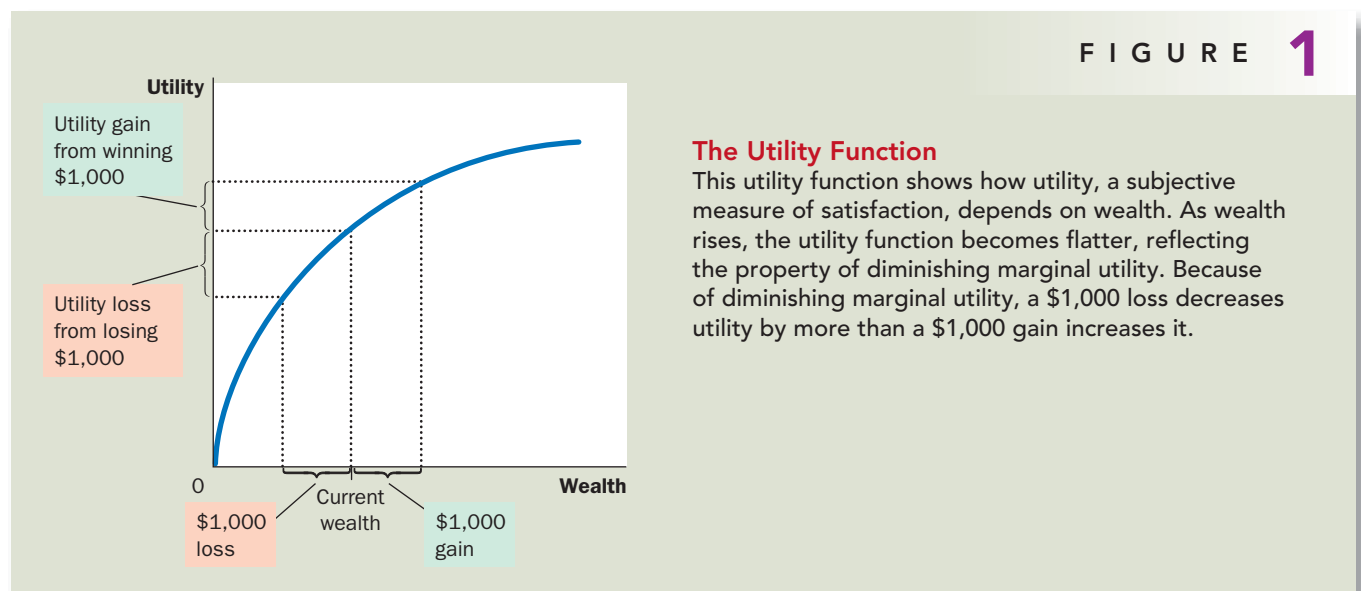 FIGURE 1
Utility
Utility gain
from winning
$1,000
Utility loss
from losing
$1,000
0
Current
wealth
Wealth
$1,000
loss
$1,000
gain
The Utility Function
This utility function shows how utility, a subjective
measure of satisfaction, depends on wealth. As wealth
rises, the utility function becomes flatter, reflecting
the property of diminishing marginal utility. Because
of diminishing marginal utility, a $1,000 loss decreases
utility by more than a $1,000 gain increases it.